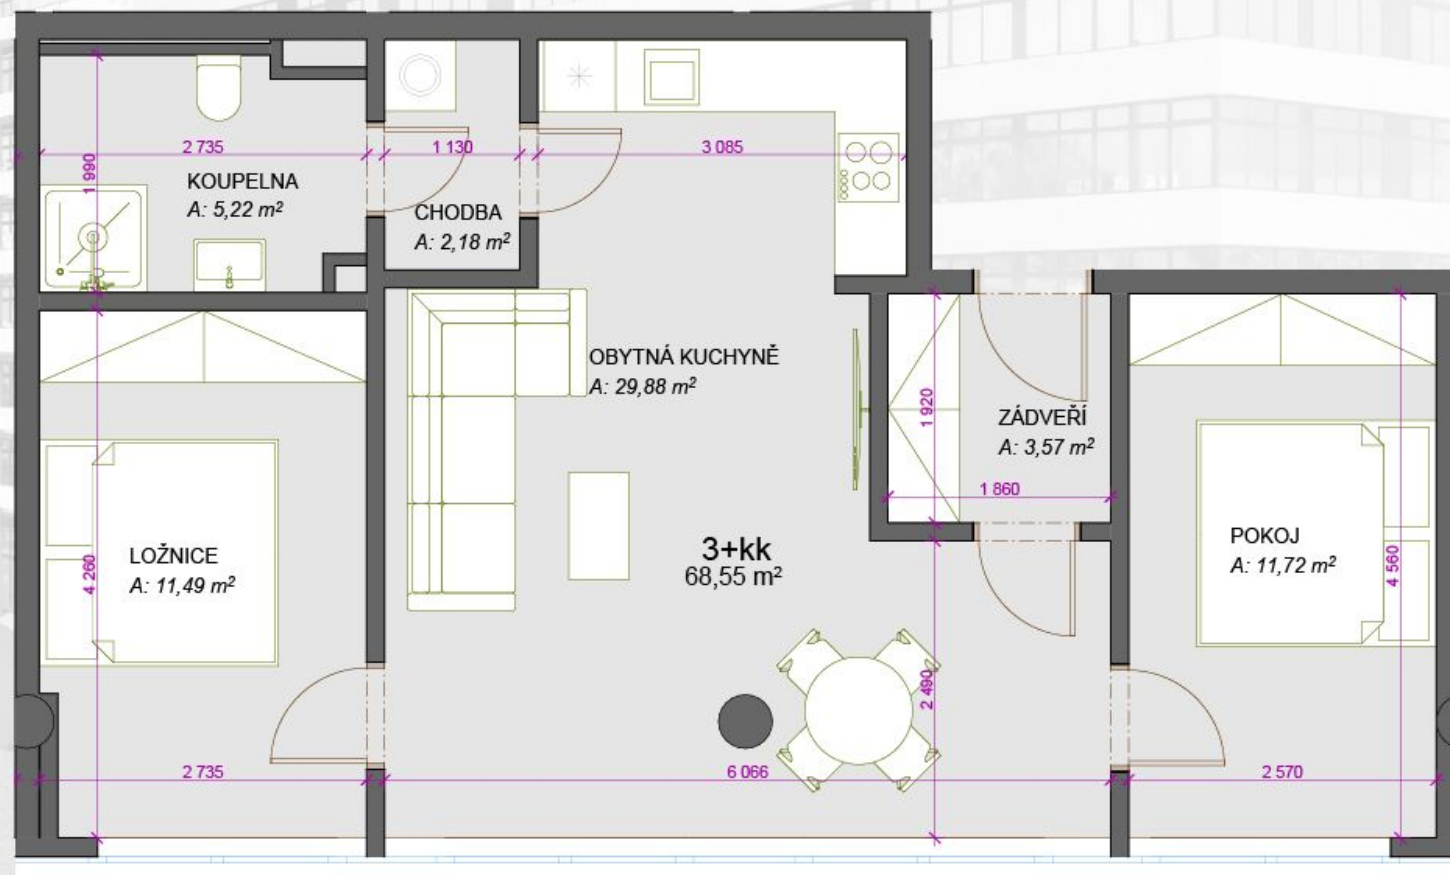 2 735
1 130
3 085
1 990
KOUPELNA
A: 5,22 m²
CHODBA
A: 2,18 m²
OBYTNÁ KUCHYNĚ
A: 29,88 m²
1 920
ZÁDVEŘÍ
A: 3,57 m²
1 860
3+kk
68,55 m²
LOŽNICE
A: 11,49 m²
4 260
POKOJ
A: 11,72 m²
4 560
2 490
2 735
6 066
2 570